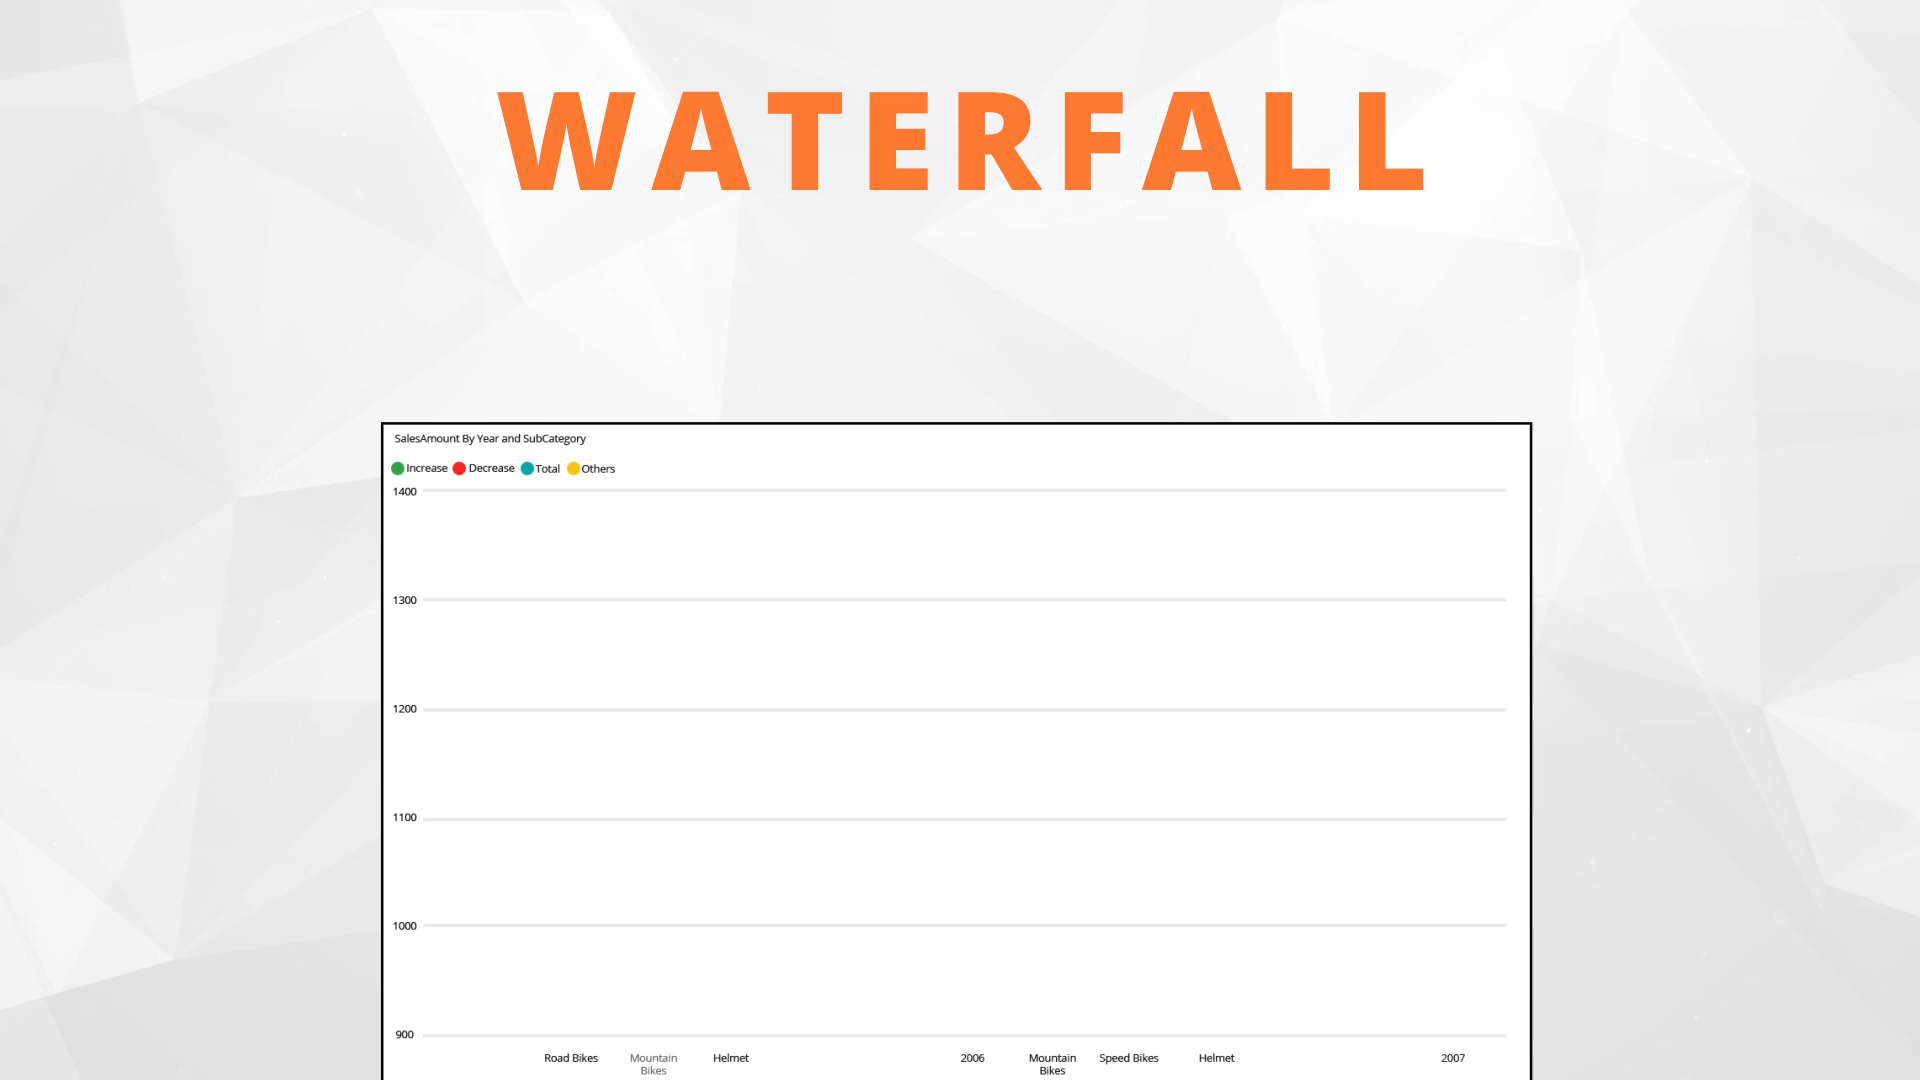 WATERFALL
SalesAmount By Year and SubCategory
Increase Decrease Total Others
1400
1300
1200
1100
1000
900
Road Bikes Mountain Bikes Helmet 2006 Mountain Bikes Speed Bikes Helmet 2007